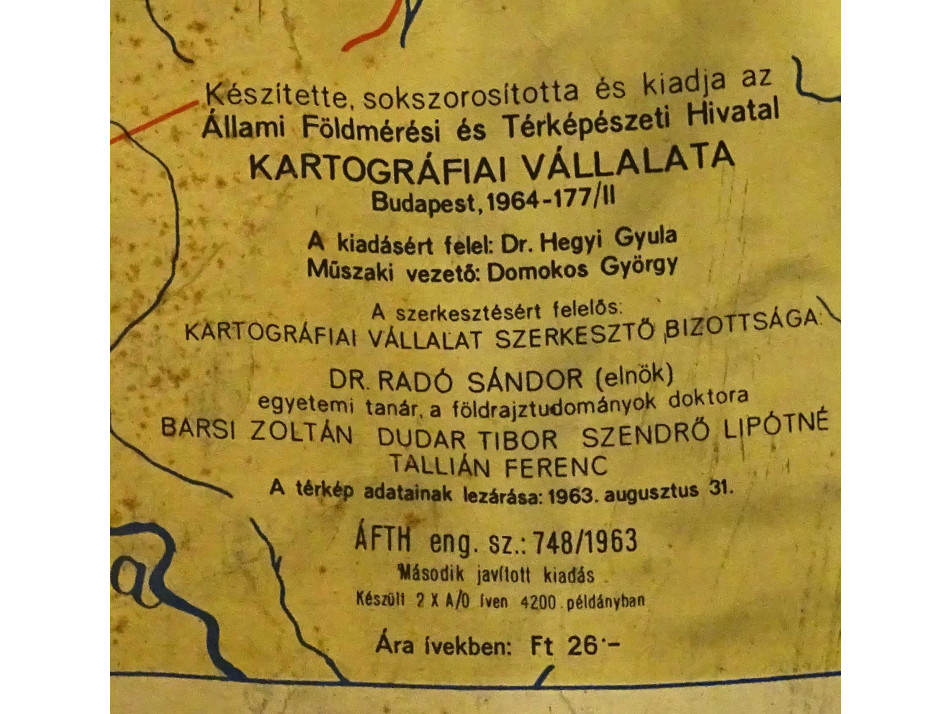 Készítette, sokszorosította és kiadja az
Állami Földmérési és Térképészeti Hivatal
KARTOGRÁFIAI VÁLLALATA
Budapest, 1964-177/II
A kiadásért felel: Dr. Hegyi Gyula
Műszaki vezető: Domokos György
A szerkesztésért felelős:
KARTOGRÁFIAI VÁLLALAT SZERKESZTŐ BIZOTTSÁGA:
DR. RADÓ SÁNDOR (elnök)
egyetemi tanár, a földrajztudományok doktora
BARSI ZOLTÁN DUDAR TIBOR SZENDRŐ LIPÓTNÉ
TALLIÁN FERENC
A térkép adatainak lezárása: 1963. augusztus 31.
ÁFTH eng. sz.: 748/1963
Második javított kiadás
Készült 2 X A/0 íven 4200 példányban
Ára ívekben: Ft 26·-
a